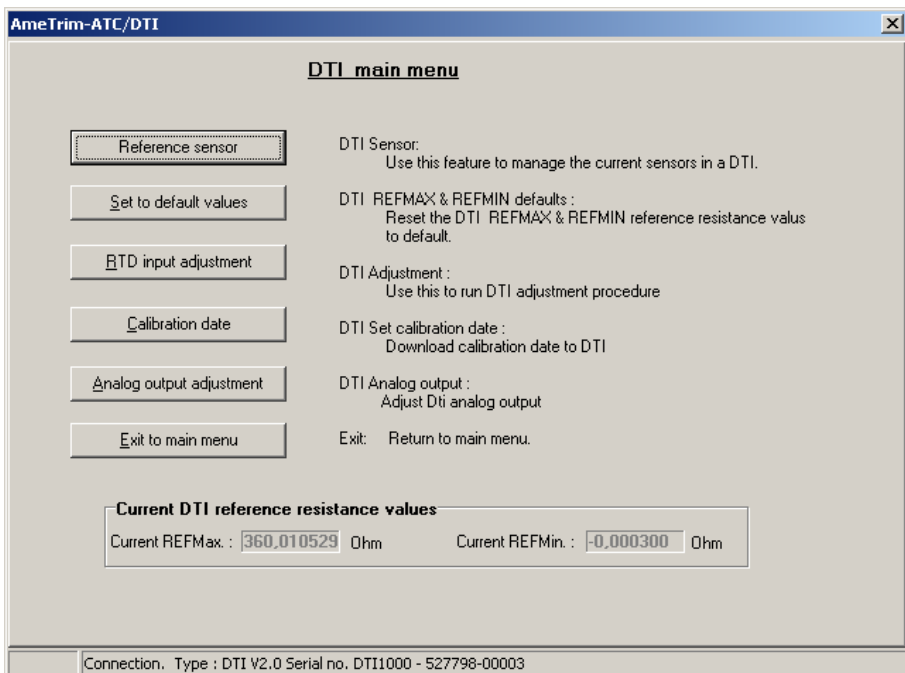 AmeTrim-ATC/DTI
DTI main menu
Reference sensor
DTI Sensor:
Use this feature to manage the current sensors in a DTI.
Set to default values
DTI REFMAX & REFMIN defaults :
Reset the DTI REFMAX & REFMIN reference resistance valus
to default.
RTD input adjustment
DTI Adjustment :
Use this to run DTI adjustment procedure
Calibration date
DTI Set calibration date :
Download calibration date to DTI
Analog output adjustment
DTI Analog output :
Adjust Dti analog output
Exit to main menu
Exit: Return to main menu.
Current DTI reference resistance values
Current REFMax. : 360,010529 Ohm Current REFMin. : -0,000300 Ohm
Connection. Type : DTI V2.0 Serial no. DTI1000 - 527798-00003